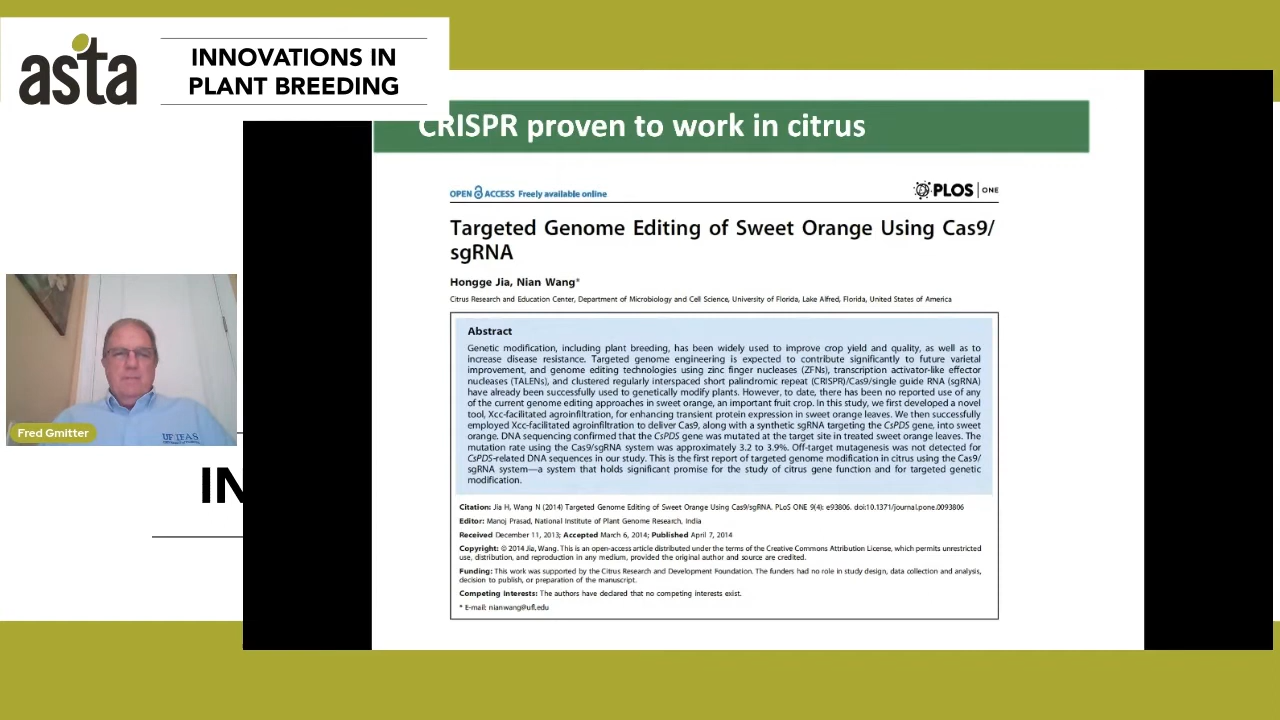 asta
INNOVATIONS IN
PLANT BREEDING
CRISPR proven to work in citrus
OPEN ACCESS Freely available online
PLOS ONE
Targeted Genome Editing of Sweet Orange Using Cas9/
sgRNA
Hongge Jia, Nian Wang*
Citrus Research and Education Center, Department of Microbiology and Cell Science, University of Florida, Lake Alfred, Florida, United States of America
Abstract
Genetic modification, including plant breeding, has been widely used to improve crop yield and quality, as well as to
increase disease resistance. Targeted genome engineering is expected to contribute significantly to future varietal
improvement, and genome editing technologies using zinc finger nucleases (ZFNs), transcription activator-like effector
nucleases (TALENs), and clustered regularly interspaced short palindromic repeat (CRISPR)/Cas9/single guide RNA (sgRNA)
have already been successfully used to genetically modify plants. However, to date, there has been no reported use of any
of the current genome editing approaches in sweet orange, an important fruit crop. In this study, we first developed a novel
tool, Xcc-facilitated agroinfiltration, for enhancing transient protein expression in sweet orange leaves. We then successfully
employed Xcc-facilitated agroinfiltration to deliver Cas9, along with a synthetic sgRNA targeting the CsPDS gene, into sweet
orange. DNA sequencing confirmed that the CsPDS gene was mutated at the target site in treated sweet orange leaves. The
mutation rate using the Cas9/sgRNA system was approximately 3.2 to 3.9%. Off-target mutagenesis was not detected for
CsPDS-related DNA sequences in our study. This is the first report of targeted genome modification in citrus using the Cas9/
sgRNA system—a system that holds significant promise for the study of citrus gene function and for targeted genetic
modification.
Citation: Jia H, Wang N (2014) Targeted Genome Editing of Sweet Orange Using Cas9/sgRNA. PLoS ONE 9(4): e93806. doi:10.1371/journal.pone.0093806
Editor: Manoj Prasad, National Institute of Plant Genome Research, India
Received December 11, 2013; Accepted March 6, 2014; Published April 7, 2014
Copyright: © 2014 Jia, Wang. This is an open-access article distributed under the terms of the Creative Commons Attribution License, which permits unrestricted
use, distribution, and reproduction in any medium, provided the original author and source are credited.
Funding: This work was supported by the Citrus Research and Development Foundation. The funders had no role in study design, data collection and analysis,
decision to publish, or preparation of the manuscript.
Competing Interests: The authors have declared that no competing interests exist.
* E-mail: nianwang@ufl.edu
Fred Gmitter
UF IFAS
IN